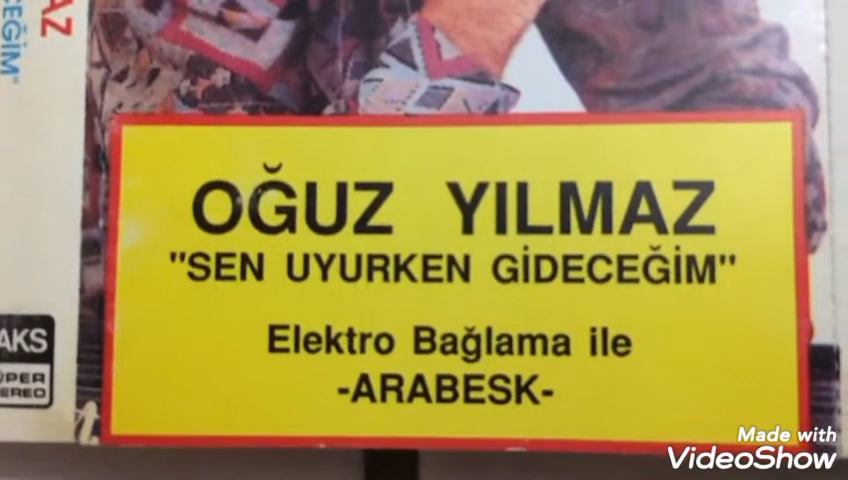 OĞUZ YILMAZ
"SEN UYURKEN GİDECEĞİM"
Elektro Bağlama ile
-ARABESK-
Made with
VideoShow